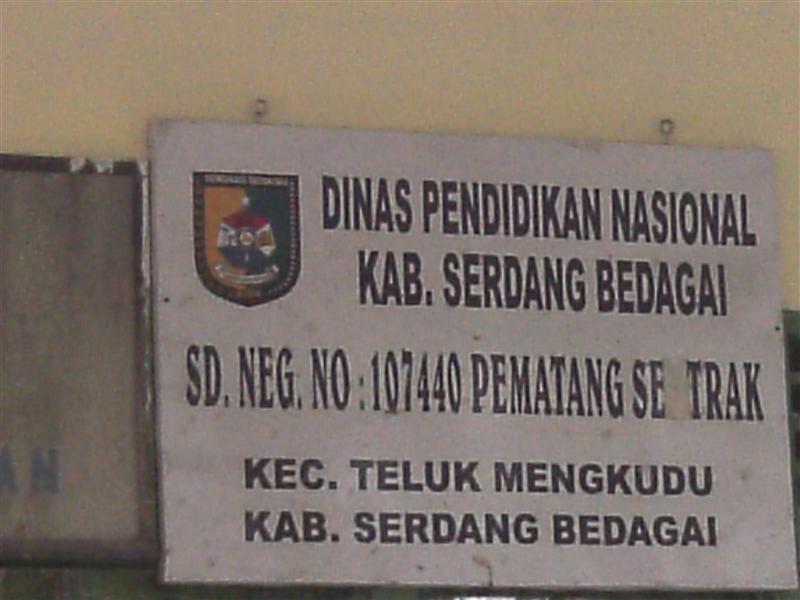 DINAS PENDIDIKAN NASIONAL
KAB. SERDANG BEDAGAI
SD. NEG. NO : 107440 PEMATANG SE TRAK
KEC. TELUK MENGKUDU
KAB. SERDANG BEDAGAI
AN